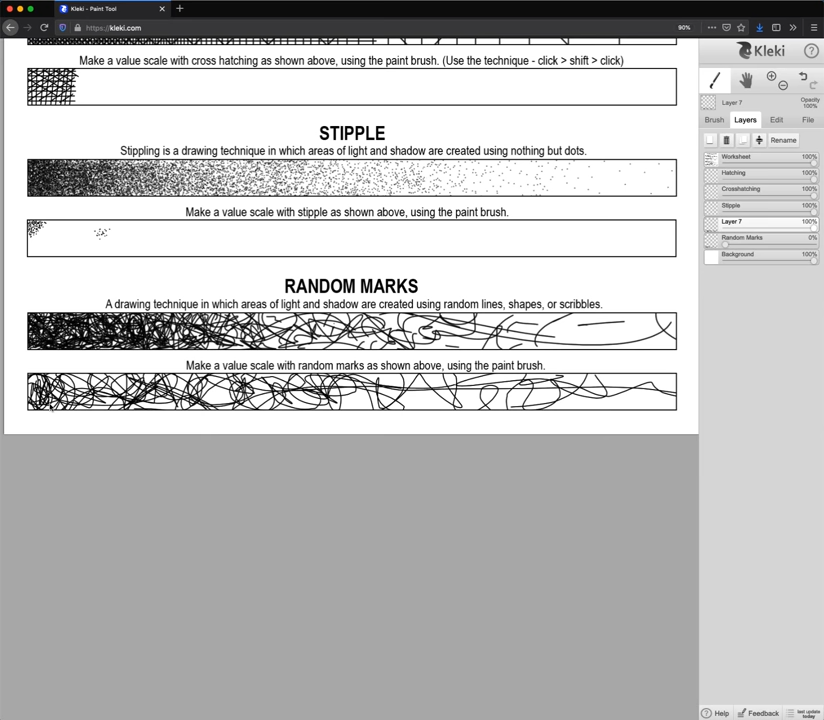 Kleki - Paint Tool
https://kleki.com
90%
Kleki
Make a value scale with cross hatching as shown above, using the paint brush. (Use the technique - click > shift > click)
STIPPLE
Stippling is a drawing technique in which areas of light and shadow are created using nothing but dots.
Make a value scale with stipple as shown above, using the paint brush.
RANDOM MARKS
A drawing technique in which areas of light and shadow are created using random lines, shapes, or scribbles.
Make a value scale with random marks as shown above, using the paint brush.
Layer 7
Opacity
100%
Brush Layers Edit File
Rename
Worksheet 100%
Hatching 100%
Crosshatching 100%
Stipple 100%
Layer 7 100%
Random Marks 0%
Background 100%
Help Feedback
last update
today